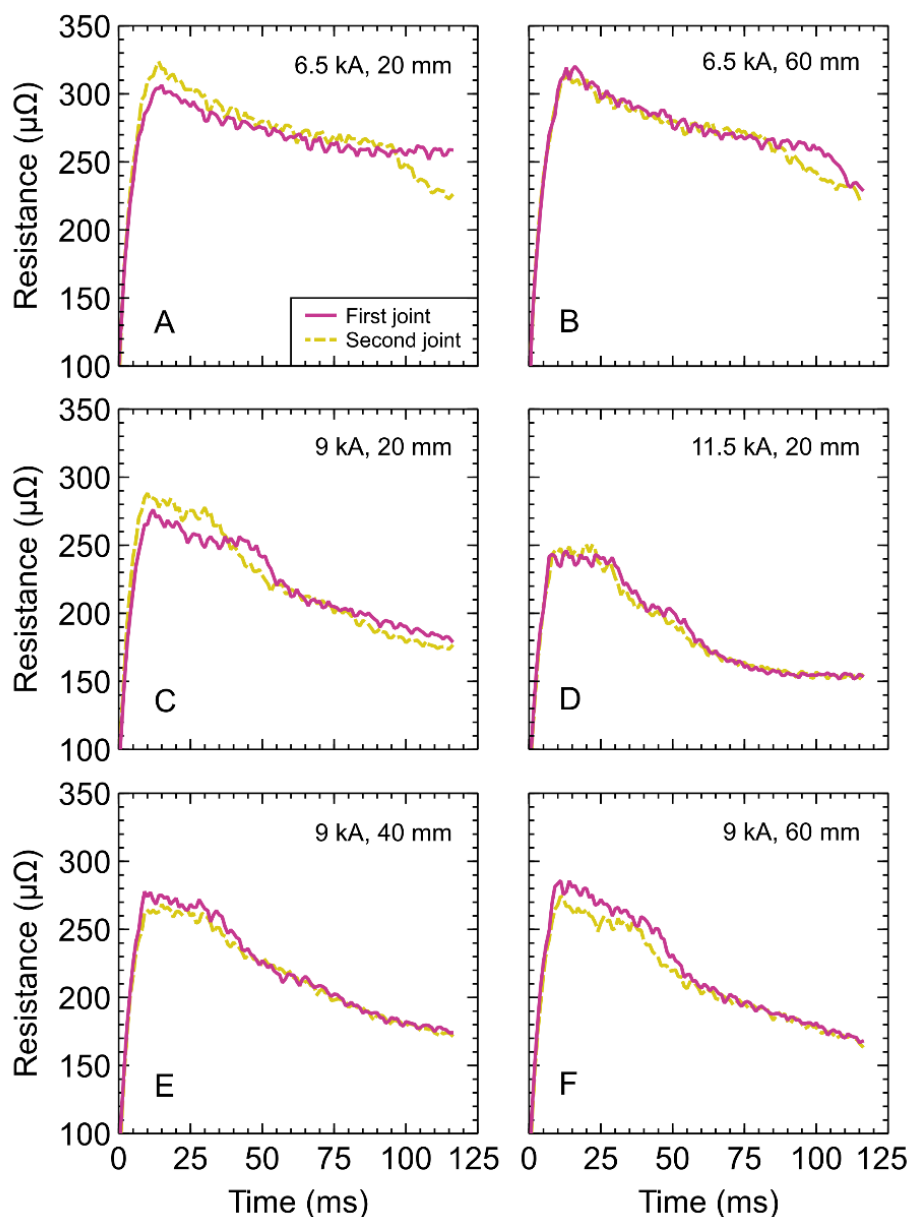 350
300
250
200
150
100
Resistance (μΩ)
6.5 kA, 20 mm
A
First joint
Second joint
6.5 kA, 60 mm
B
350
300
250
200
150
100
Resistance (μΩ)
9 kA, 20 mm
C
11.5 kA, 20 mm
D
350
300
250
200
150
100
Resistance (μΩ)
9 kA, 40 mm
E
9 kA, 60 mm
F
0 25 50 75 100 125
0 25 50 75 100 125
Time (ms)
Time (ms)